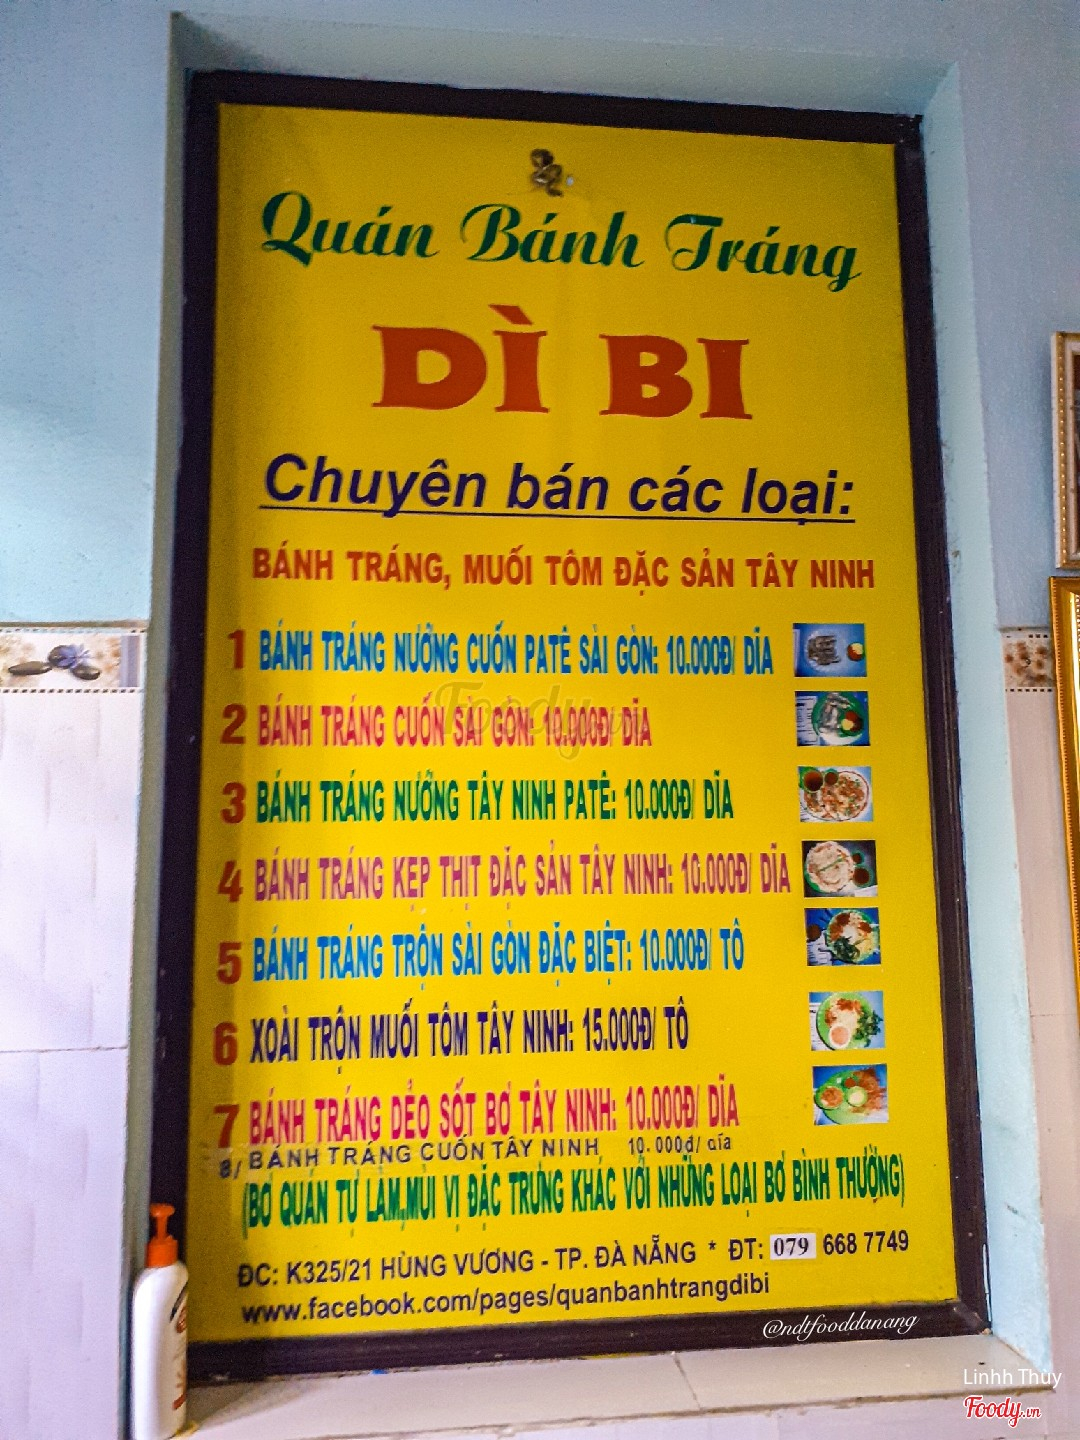 Quán Bánh Tráng
DÌ BI
Chuyên bán các loại:
BÁNH TRÁNG, MUỐI TÔM ĐẶC SẢN TÂY NINH
1 BÁNH TRÁNG NƯỚNG CUỐN PATÊ SÀI GÒN: 10.000Đ/ DĨA
2 BÁNH TRÁNG CUỐN SÀI GÒN: 10.000Đ/ DĨA
3 BÁNH TRÁNG NƯỚNG TÂY NINH PATÊ: 10.000Đ/ DĨA
4 BÁNH TRÁNG KẸP THỊT ĐẶC SẢN TÂY NINH: 10.000Đ/ DĨA
5 BÁNH TRÁNG TRỘN SÀI GÒN ĐẶC BIỆT: 10.000Đ/ TÔ
6 XOÀI TRỘN MUỐI TÔM TÂY NINH: 15.000Đ/ TÔ
7 BÁNH TRÁNG DẺO SỐT BƠ TÂY NINH: 10.000Đ/ DĨA
8/ BÁNH TRÁNG CUỐN TÂY NINH 10.000đ/ dĩa
(BƠ QUÁN TỰ LÀM,MÙI VỊ ĐẶC TRƯNG KHÁC VỚI NHỮNG LOẠI BƠ BÌNH THƯỜNG)
ĐC: K325/21 HÙNG VƯƠNG - TP. ĐÀ NẴNG * ĐT: 079 668 7749
www.facebook.com/pages/quanbanhtrangdibi
@ndtfooddanang
Linhh Thùy
Foody.vn